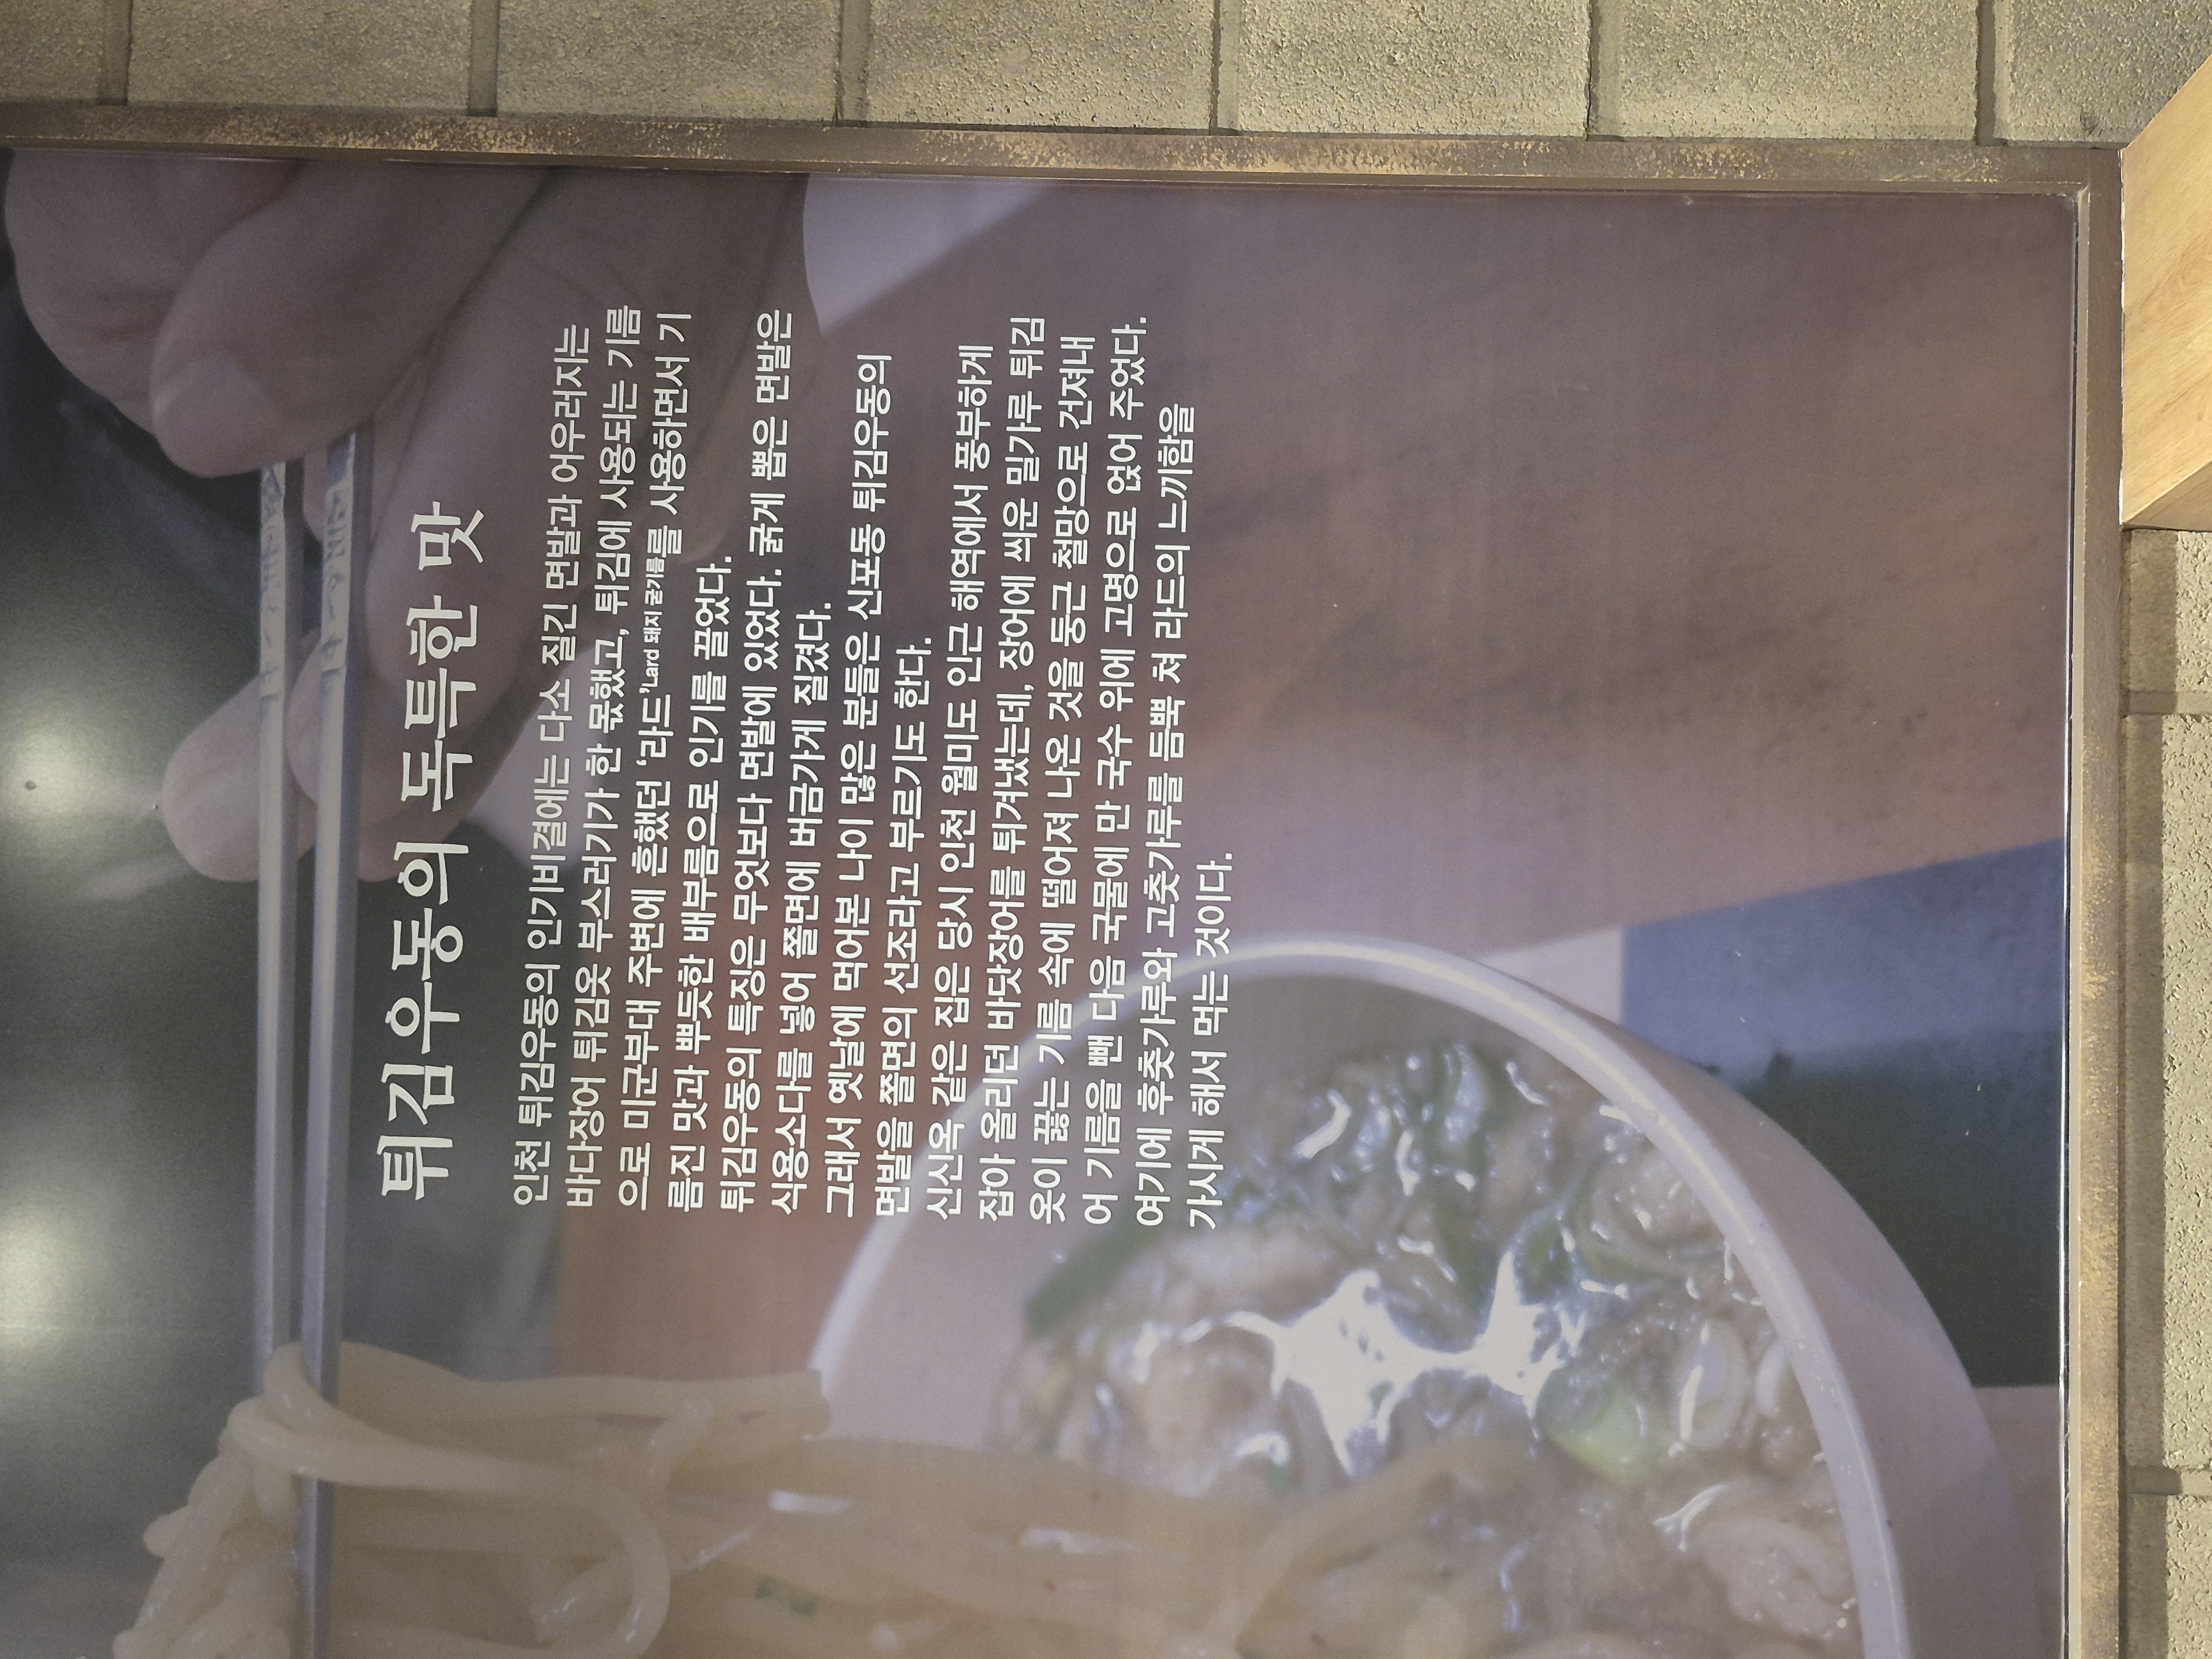 튀김우동의 독특한 맛
인천 튀김우동의 인기비결에는 다소 질긴 면발과 어우러지는
바다장어 튀김옷 부스러기가 한 몫했고, 튀김에 사용되는 기름
으로 미군부대 주변에 흔했던 ‘라드’Lard 돼지 굳기름를 사용하면서 기
름진 맛과 뿌듯한 배부름으로 인기를 끌었다.
튀김우동의 특징은 무엇보다 면발에 있었다. 굵게 뽑은 면발은
식용소다를 넣어 쫄면에 버금가게 질겼다.
그래서 옛날에 먹어본 나이 많은 분들은 신포동 튀김우동의
면발을 쫄면의 선조라고 부르기도 한다.
신신옥 같은 집은 당시 인천 월미도 인근 해역에서 풍부하게
잡아 올리던 바닷장어를 튀겨냈는데, 장어에 씌운 밀가루 튀김
옷이 끓는 기름 속에 떨어져 나온 것을 둥근 철망으로 건져내
어 기름을 뺀 다음 국물에 만 국수 위에 고명으로 얹어 주었다.
여기에 후춧가루와 고춧가루를 듬뿍 쳐 라드의 느끼함을
가시게 해서 먹는 것이다.